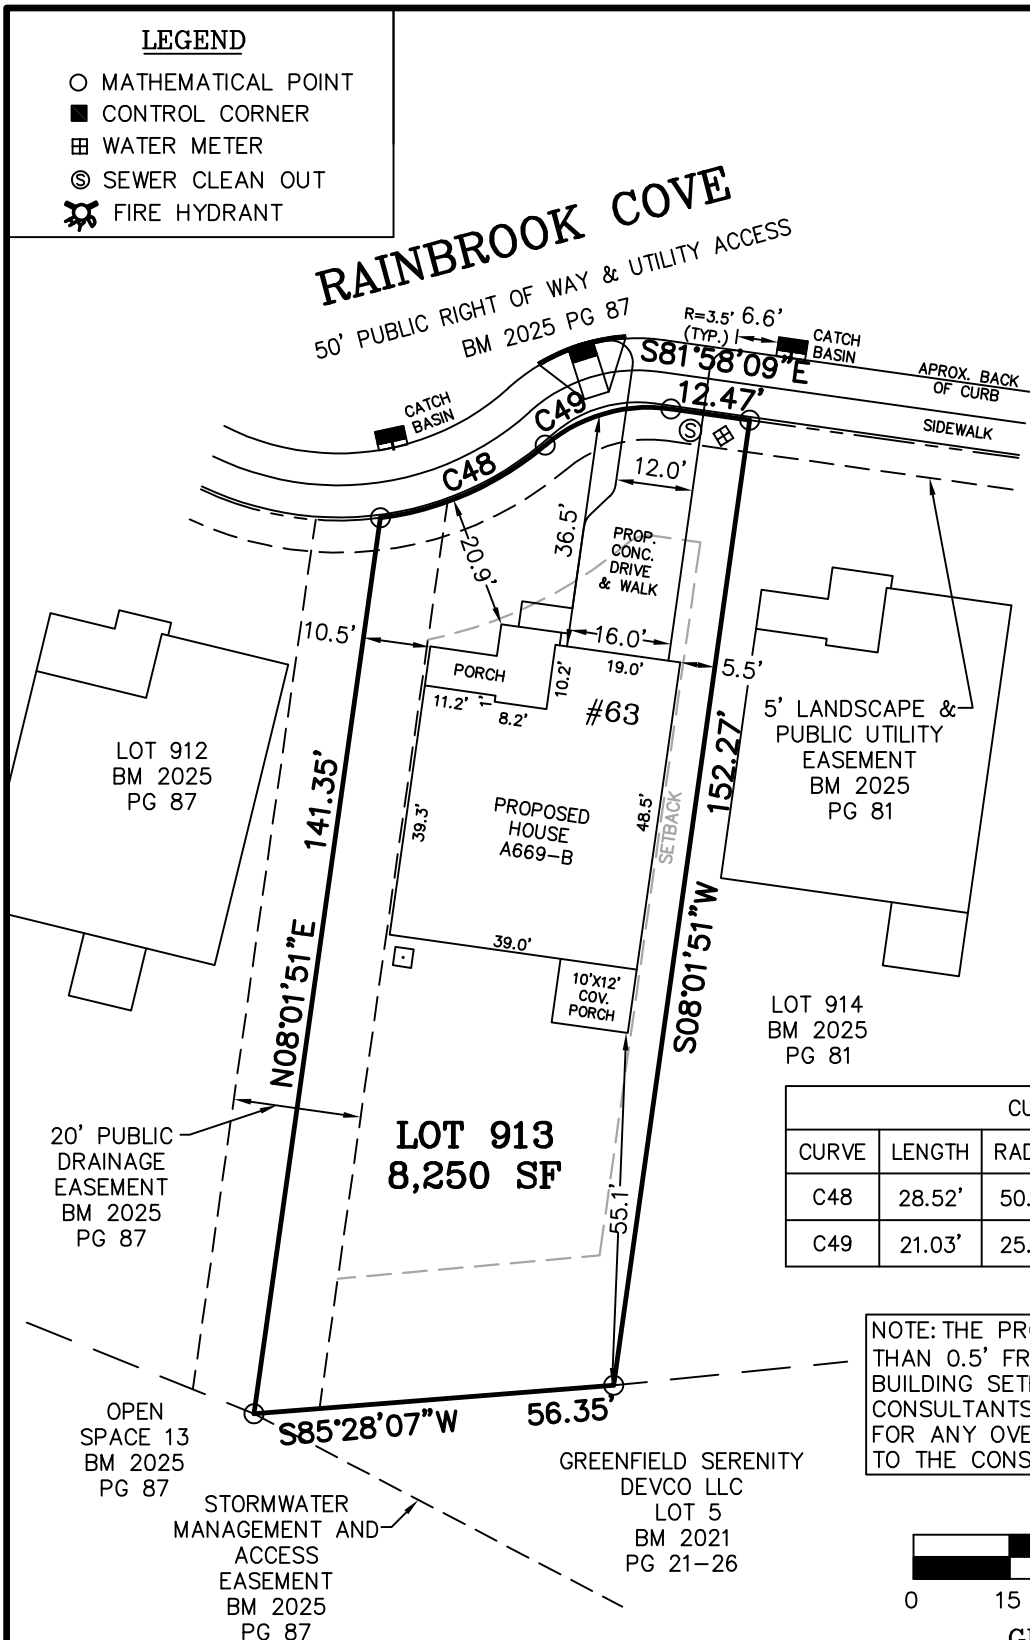 LEGEND
MATHEMATICAL POINT
CONTROL CORNER
WATER METER
S SEWER CLEAN OUT
FIRE HYDRANT
RAINBROOK COVE
50' PUBLIC RIGHT OF WAY & UTILITY ACCESS
BM 2025 PG 87
R=3.5'
(TYP.)
6.6'
CATCH
BASIN
S81°58'09"E
12.47'
APROX. BACK
OF CURB
SIDEWALK
CATCH
BASIN
C49
C48
S
12.0'
36.5'
20.9'
PROP.
CONC.
DRIVE
& WALK
10.5'
16.0'
19.0'
5.5'
PORCH
10.2'
11.2'
1'
8.2'
#63
5' LANDSCAPE &
PUBLIC UTILITY
EASEMENT
BM 2025
PG 81
LOT 912
BM 2025
PG 87
141.35'
152.27'
39.3'
48.5'
SETBACK
PROPOSED
HOUSE
A669-B
39.0'
10'X12'
COV.
PORCH
N08°01'51"E
S08°01'51"W
LOT 914
BM 2025
PG 81
20' PUBLIC
DRAINAGE
EASEMENT
BM 2025
PG 87
LOT 913
8,250 SF
55.1'
CU
CURVE LENGTH RAD
C48 28.52' 50.
C49 21.03' 25.
NOTE: THE PRO
THAN 0.5' FR
BUILDING SET
CONSULTANTS
FOR ANY OVE
TO THE CONS
S85°28'07"W
56.35'
OPEN
SPACE 13
BM 2025
PG 87
GREENFIELD SERENITY
DEVCO LLC
LOT 5
BM 2021
PG 21-26
STORMWATER
MANAGEMENT AND
ACCESS
EASEMENT
BM 2025
PG 87
0 15